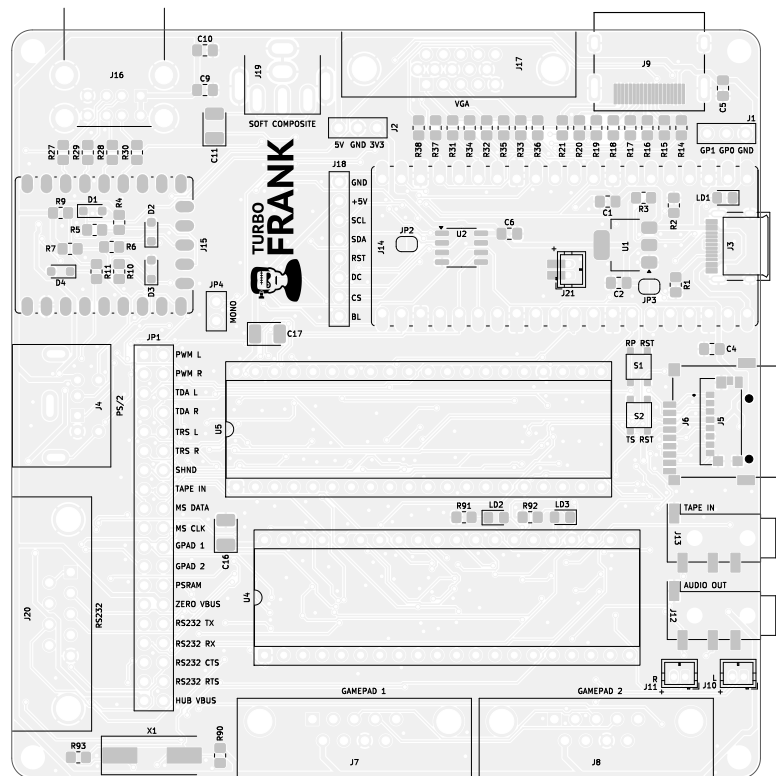 C10
J16
C9
J19
J17
J9
VGA
C5
SOFT COMPOSITE
C11
J2
5V GND 3V3
J1
GP1 GP0 GND
R27
R29
R28
R30
R38
R37
R31
R34
R32
R35
R33
R36
R21
R20
R19
R18
R17
R16
R15
R14
TURBO
FRANK
J18
GND
+5V
SCL
SDA
RST
DC
CS
BL
J14
R9
D1
R4
D2
R5
R7
R6
D4
R11
R10
D3
J15
JP4
MONO
C17
JP2
U2
C6
C1
R3
R2
LD1
U1
J3
J21
C2
JP3
R1
JP1
PWM L
PWM R
TDA L
TDA R
TRS L
TRS R
SHND
TAPE IN
MS DATA
MS CLK
GPAD 1
GPAD 2
PSRAM
ZERO VBUS
RS232 TX
RS232 RX
RS232 CTS
RS232 RTS
HUB VBUS
J4
PS/2
U5
RP RST
S1
S2
TS RST
C4
J6
J5
R91
LD2
R92
LD3
TAPE IN
J13
C16
U4
AUDIO OUT
J12
J20
RS232
R
J11
+
L
J10
+
GAMEPAD 1
GAMEPAD 2
X1
R93
R90
J7
J8